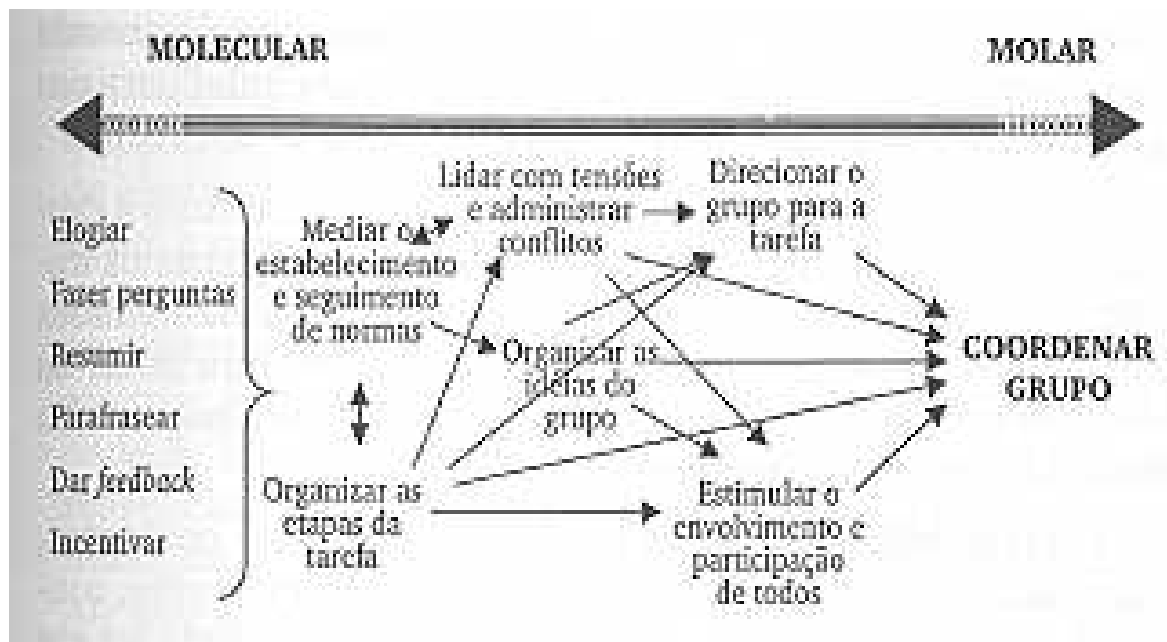 MOLECULAR
MOLAR
Elogiar
Fazer perguntas
Resumir
Parafrasear
Dar feedback
Incentivar
Mediar o
estabelecimento
e seguimento
de normas
Organizar as
etapas da
tarefa
Lidar com tensões
e administrar
conflitos
Organizar as
idéias do
grupo
Direcionar o
grupo para a
tarefa
Estimular o
envolvimento e
participação
de todos
COORDENAR
GRUPO